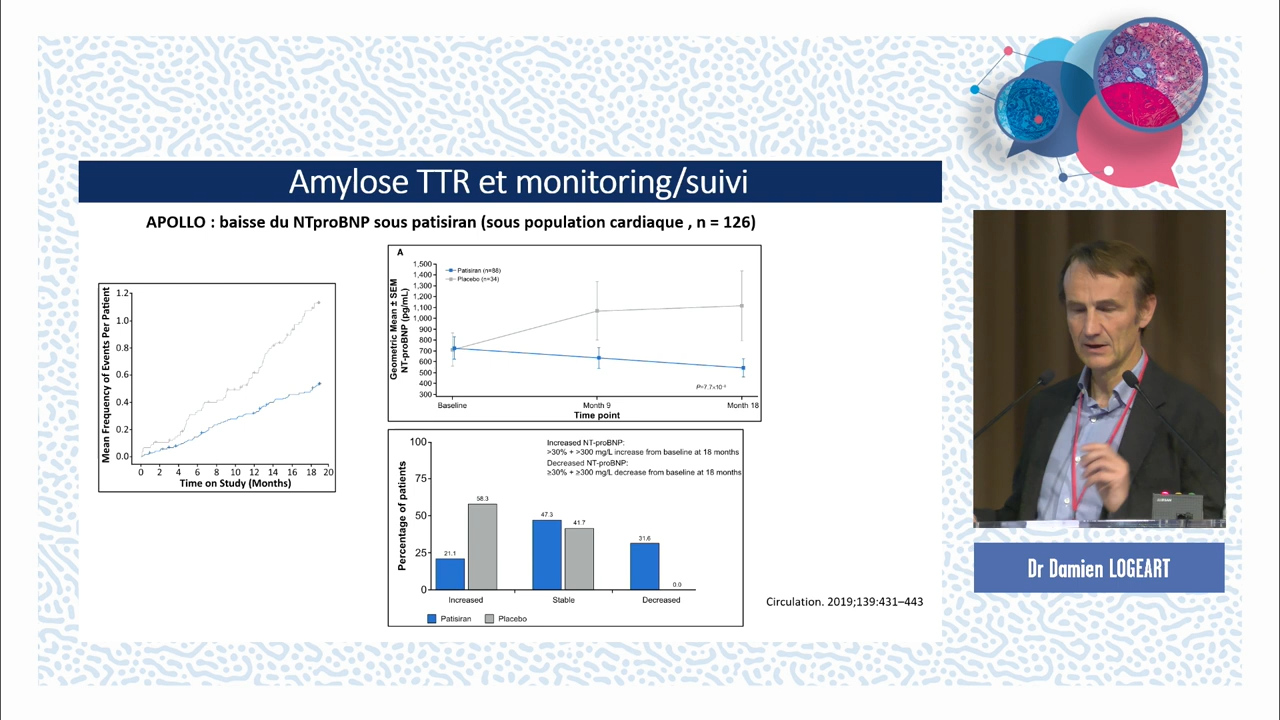 Amylose TTR et monitoring/suivi
APOLLO : baisse du NTproBNP sous patisiran (sous population cardiaque , n = 126)
Mean Frequency of Events Per Patient
1.2
1.0
0.8
0.6
0.4
0.2
0.0
0 2 4 6 8 10 12 14 16 18 20
Time on Study (Months)
A
Geometric Mean ± SEM
NT-proBNP (pg/mL)
1,500
1,400
1,300
1,200
1,100
1,000
900
800
700
600
500
400
300
Patisiran (n=88)
Placebo (n=34)
Baseline Month 9 Month 18
Time point
Percentage of patients
100
75
50
25
0
Increased NT-proBNP:
>30% + >300 mg/L increase from baseline at 18 months
Decreased NT-proBNP:
≥30% + ≥300 mg/L decrease from baseline at 18 months
21.1 58.3 47.3 41.7 31.6 0.0
Increased Stable Decreased
Patisiran Placebo
Circulation. 2019;139:431–443
Dr Damien LOGEART